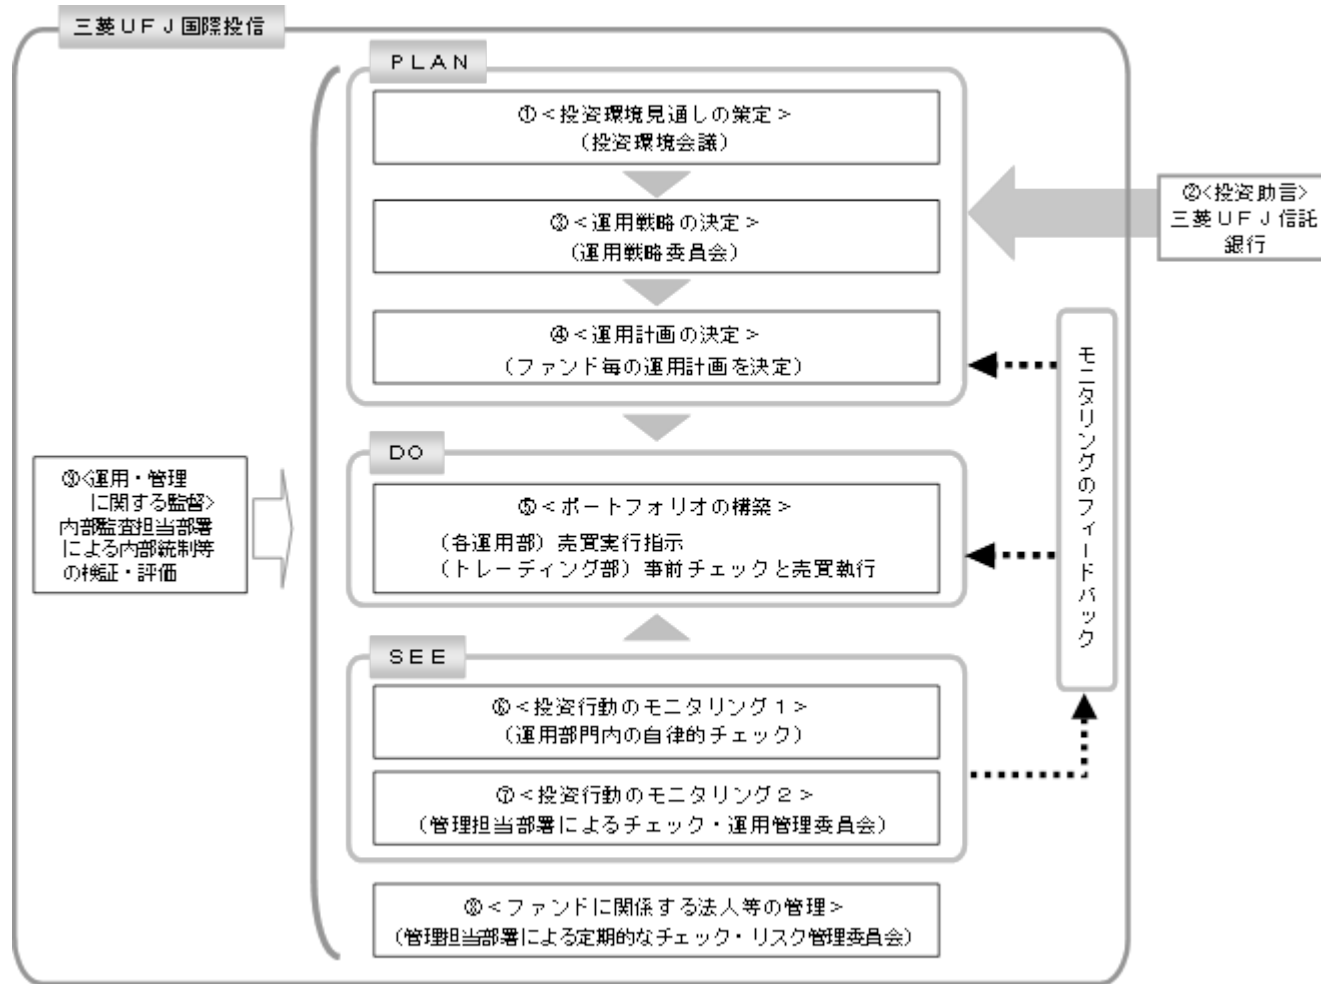 三菱ＵＦＪ国際投信
ＰＬＡＮ
①＜投資環境見通しの策定＞
（投資環境会議）
②<投資助言>
三菱ＵＦＪ信託
銀行
③＜運用戦略の決定＞
（運用戦略委員会）
④＜運用計画の決定＞
（ファンド毎の運用計画を決定）
モニタリングのフィードバック
ＤＯ
⑤＜ポートフォリオの構築＞
（各運用部）売買実行指示
（トレーディング部）事前チェックと売買執行
⑨<運用・管理
に関する監督>
内部監査担当部署
による内部統制等
の検証・評価
ＳＥＥ
⑥＜投資行動のモニタリング１＞
（運用部門内の自律的チェック）
⑦＜投資行動のモニタリング２＞
（管理担当部署によるチェック・運用管理委員会）
⑧＜ファンドに関係する法人等の管理＞
（管理担当部署による定期的なチェック・リスク管理委員会）